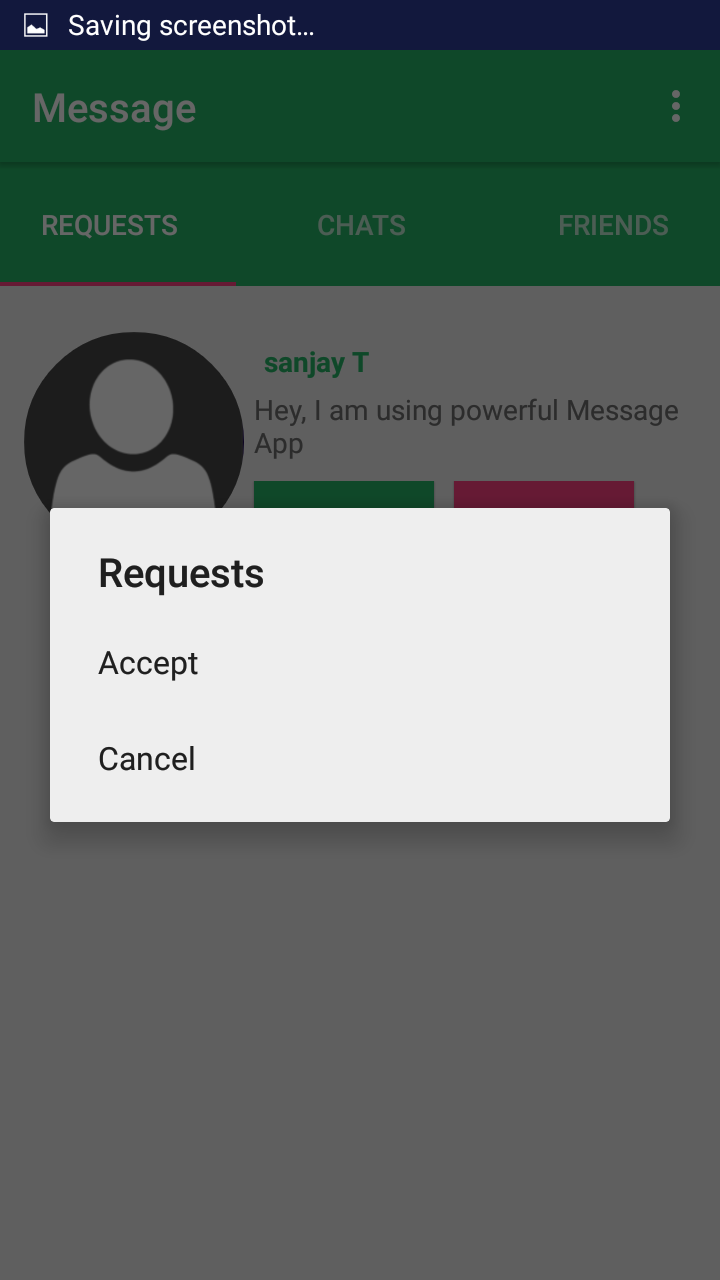 Saving screenshot...
Message
REQUESTS
CHATS
FRIENDS
sanjay T
Hey, I am using powerful Message
App
Requests
Accept
Cancel